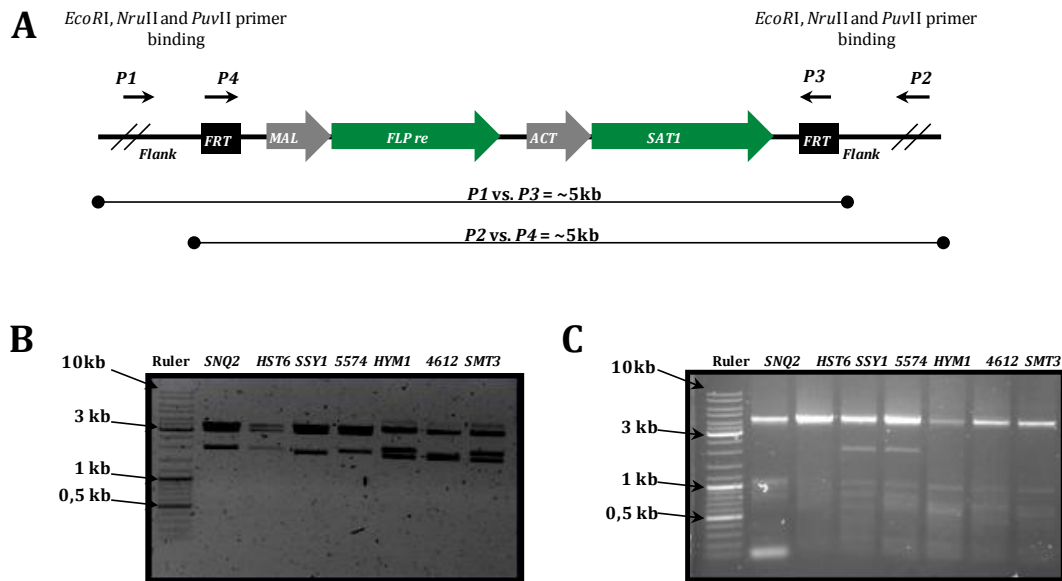 A
EcoRI, NruII and PuvII primer
binding
EcoRI, NruII and PuvII primer
binding
P1
P4
P3
P2
Flank
FRT
MAL
FLP re
ACT
SAT1
FRT
Flank
P1 vs. P3 = ~5kb
P2 vs. P4 = ~5kb
B
10kb
Ruler SNQ2 HST6 SSY1 5574 HYM1 4612 SMT3
3 kb
1 kb
0,5 kb
C
10kb
Ruler SNQ2 HST6 SSY1 5574 HYM1 4612 SMT3
3 kb
1 kb
0,5 kb